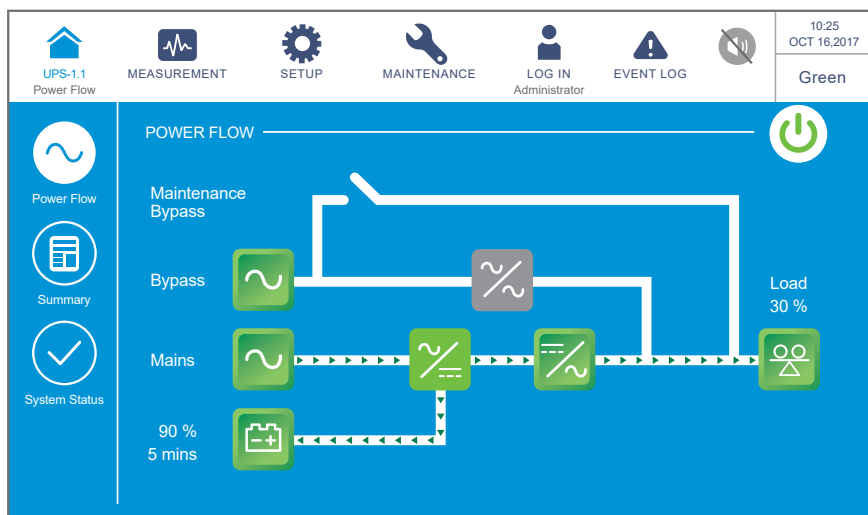 UPS-1.1
Power Flow
MEASUREMENT
SETUP
MAINTENANCE
LOG IN
Administrator
EVENT LOG
10:25
OCT 16,2017
Green
POWER FLOW
Power Flow
Summary
System Status
Maintenance
Bypass
Bypass
Mains
90 %
5 mins
Load
30 %